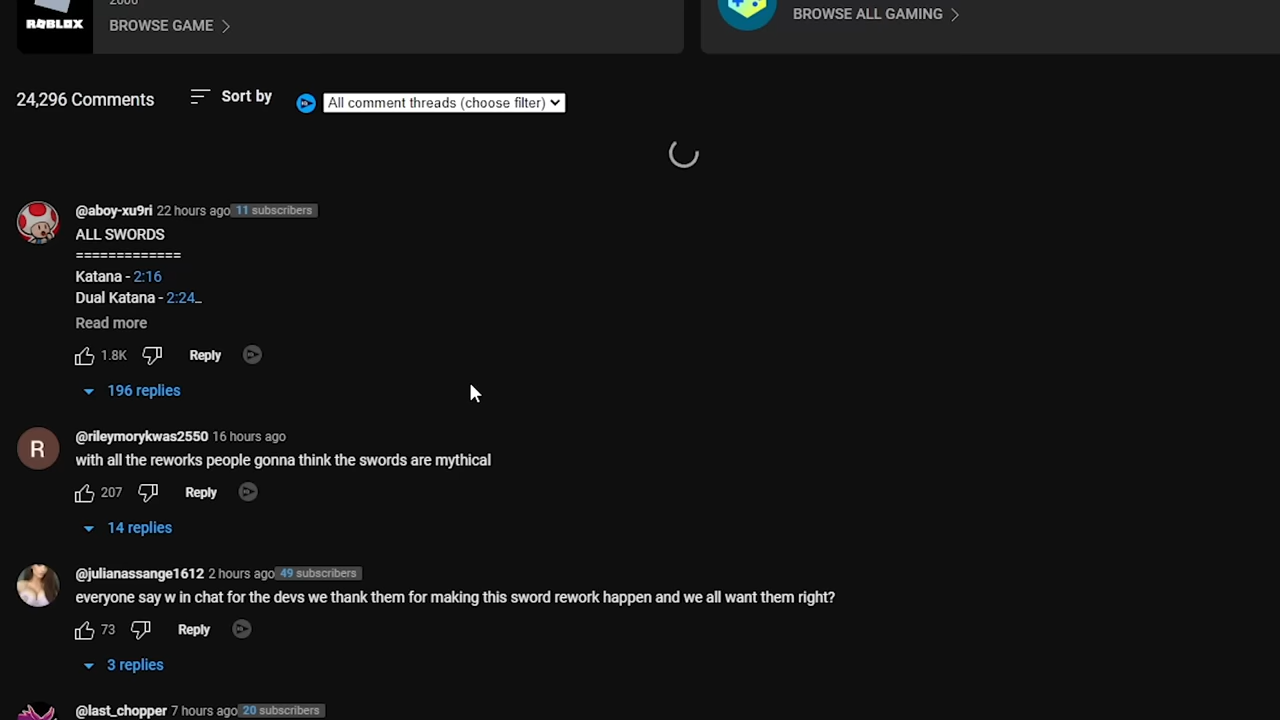 2006
ROBLOX
BROWSE GAME
BROWSE ALL GAMING
24,296 Comments
Sort by
All comment threads (choose filter)
@aboy-xu9ri 22 hours ago 11 subscribers
ALL SWORDS
=============
Katana - 2:16
Dual Katana - 2:24...
Read more
1.8K
Reply
196 replies
R
@rileymorykwas2550 16 hours ago
with all the reworks people gonna think the swords are mythical
207
Reply
14 replies
@julianassange1612 2 hours ago 49 subscribers
everyone say w in chat for the devs we thank them for making this sword rework happen and we all want them right?
73
Reply
3 replies
@last_chopper 7 hours ago 20 subscribers